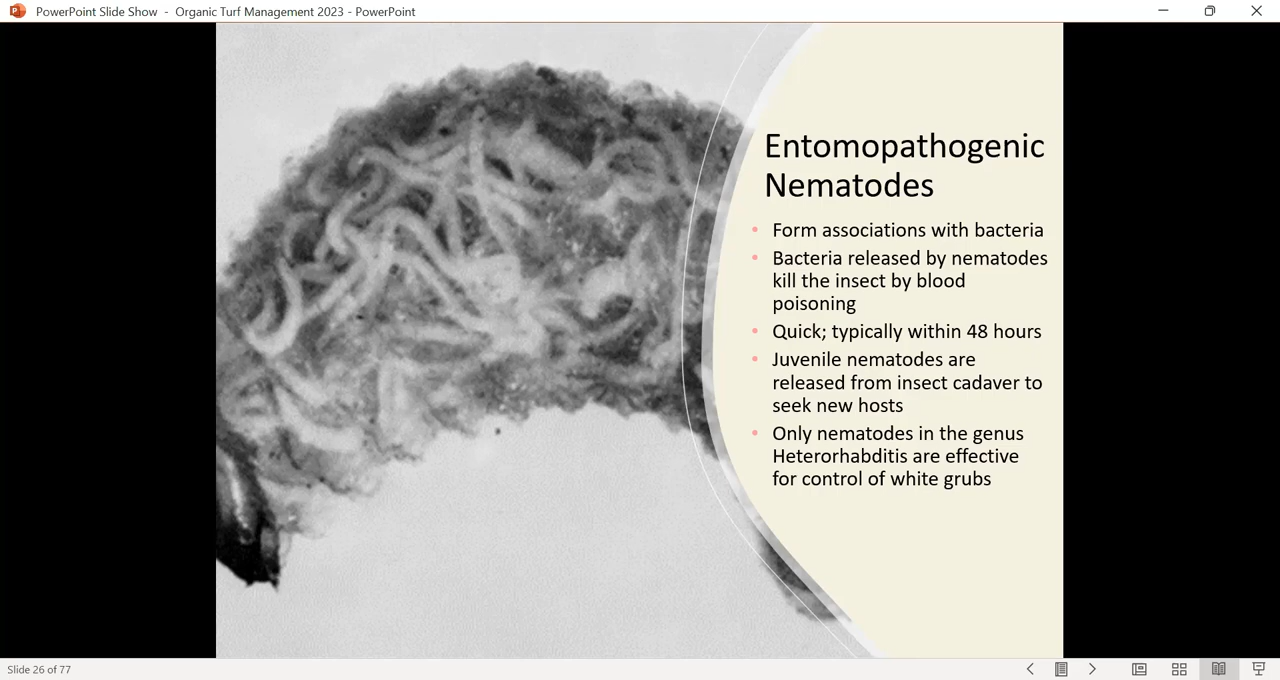 PowerPoint Slide Show - Organic Turf Management 2023 - PowerPoint
Entomopathogenic
Nematodes
• Form associations with bacteria
• Bacteria released by nematodes
kill the insect by blood
poisoning
• Quick; typically within 48 hours
• Juvenile nematodes are
released from insect cadaver to
seek new hosts
• Only nematodes in the genus
Heterorhabditis are effective
for control of white grubs
Slide 26 of 77